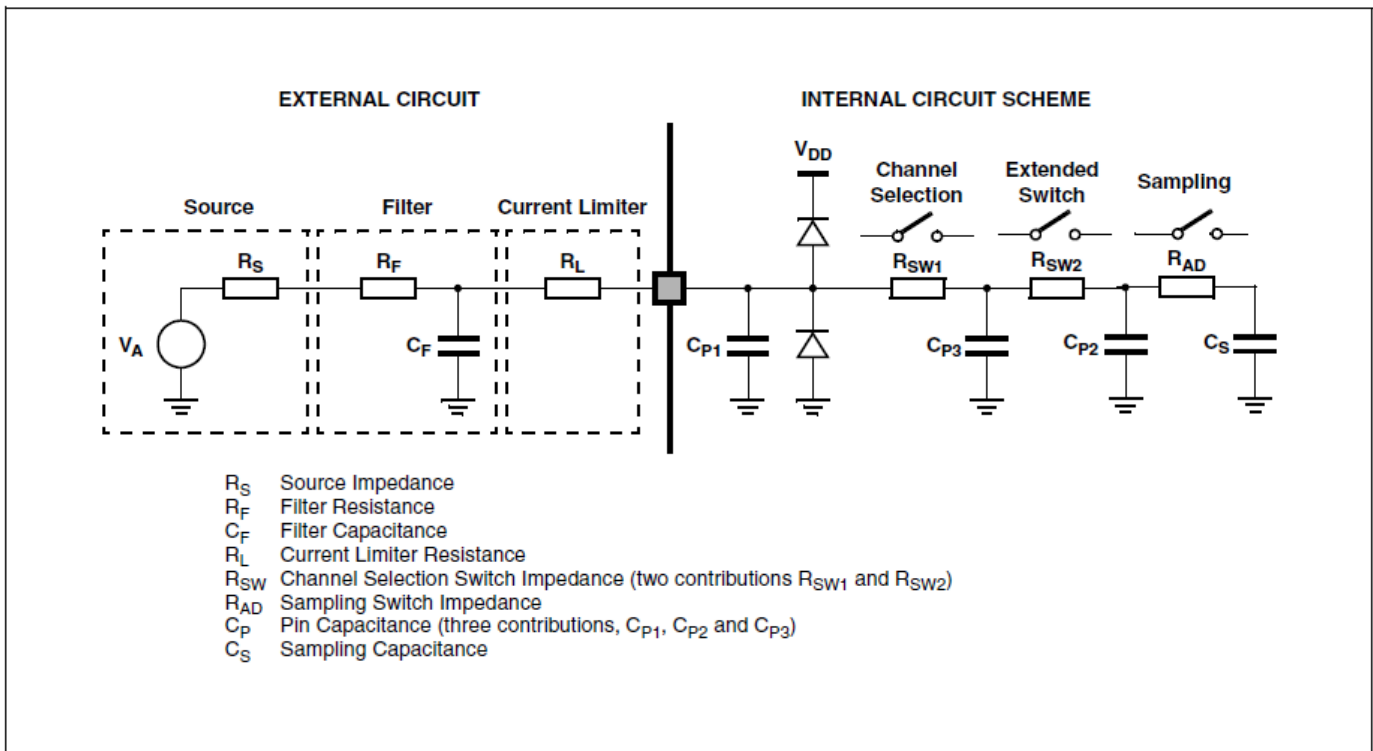 EXTERNAL CIRCUIT
INTERNAL CIRCUIT SCHEME
VDD
Channel
Selection
Extended
Switch
Sampling
Source
Filter
Current Limiter
RS
RF
RL
RSW1
RSW2
RAD
VA
CF
CP1
CP3
CP2
CS
RS Source Impedance
RF Filter Resistance
CF Filter Capacitance
RL Current Limiter Resistance
RSW Channel Selection Switch Impedance (two contributions RSW1 and RSW2)
RAD Sampling Switch Impedance
CP Pin Capacitance (three contributions, CP1, CP2 and CP3)
CS Sampling Capacitance